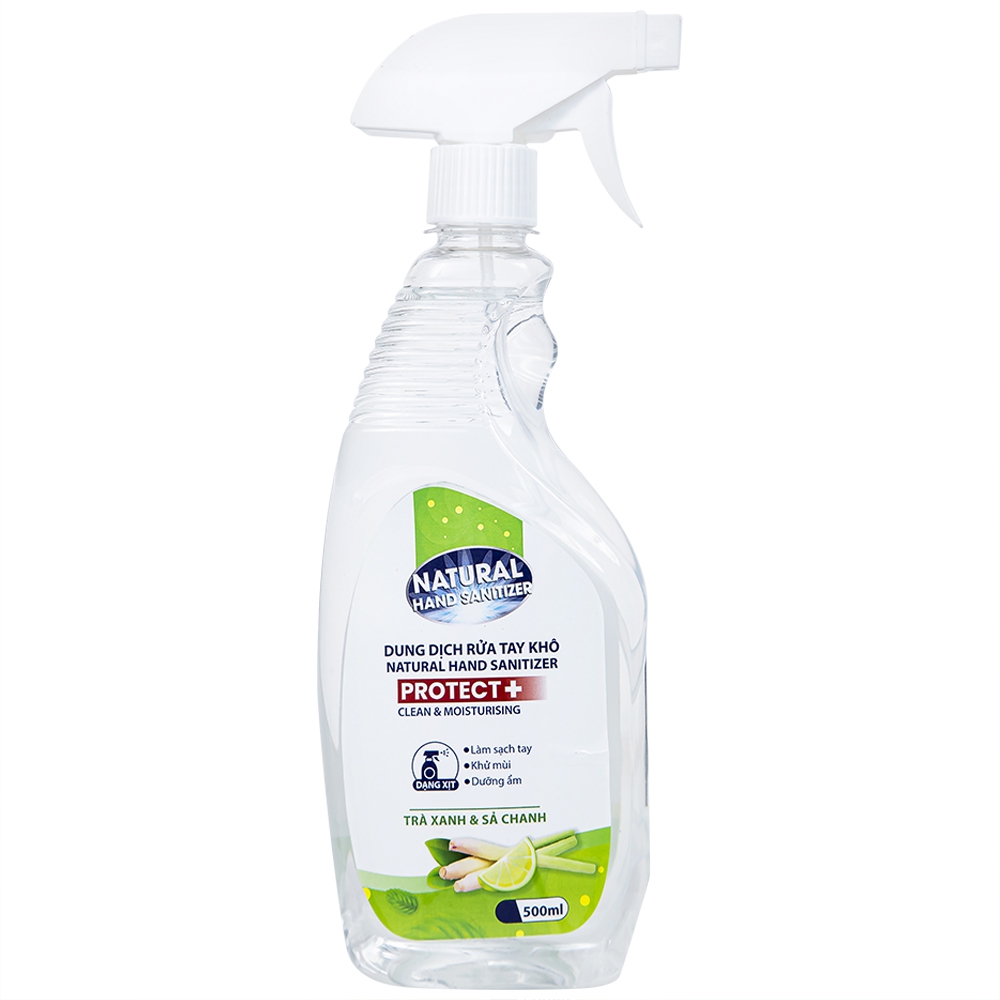 NATURAL
HAND SANITIZER
DUNG DỊCH RỬA TAY KHÔ
NATURAL HAND SANITIZER
PROTECT+
CLEAN & MOISTURISING
• Làm sạch tay
• Khử mùi
• Dưỡng ẩm
DẠNG XỊT
TRÀ XANH & SẢ CHANH
500ml